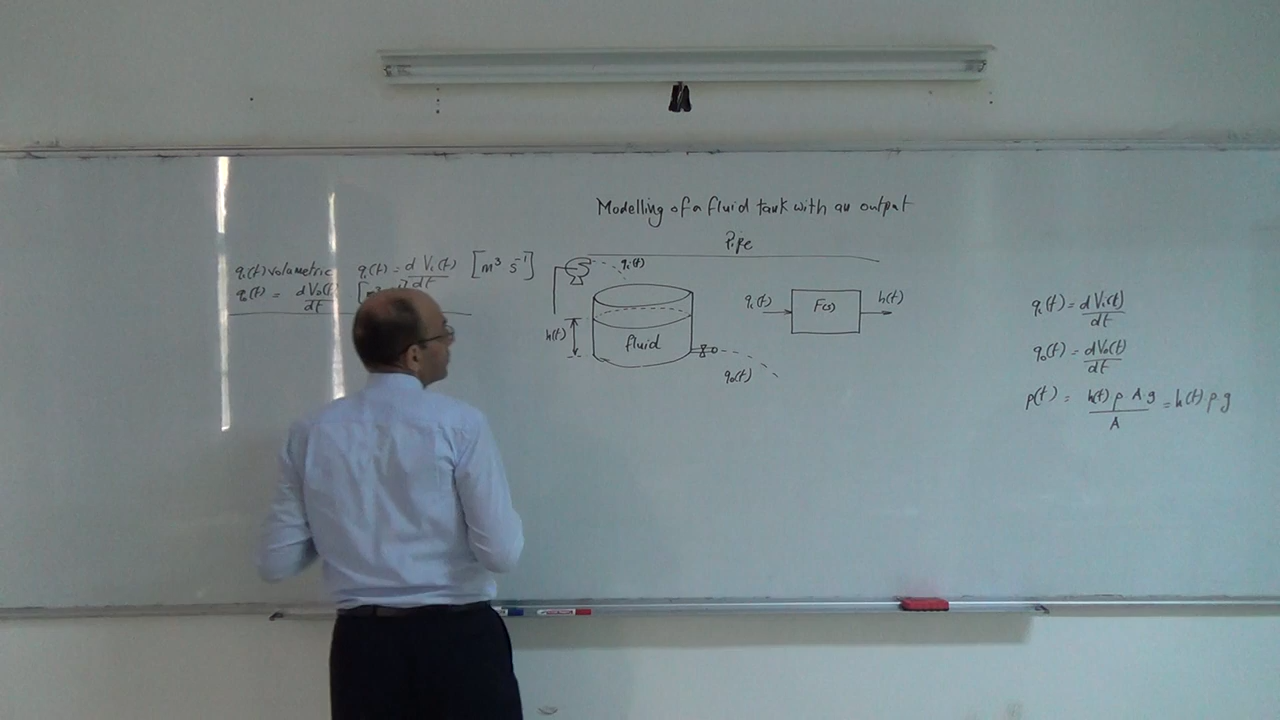 Modelling of a fluid tank with an output
Pipe
qi(t) volumetric qi(t) = d Vi(t) / dt [m³ s⁻¹]
qo(t) = dVo(t) / dt
qi(t)
h(t)
fluid
qo(t)
qi(t) F(s) h(t)
qi(t) = dVi(t) / dt
qo(t) = dVo(t) / dt
p(t) = h(t) ρ A g / A = h(t) ρ g